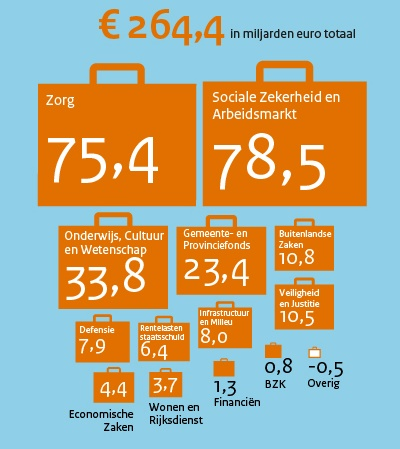 € 264,4 in miljarden euro totaal
Zorg
75,4
Sociale Zekerheid en
Arbeidsmarkt
78,5
Onderwijs, Cultuur
en Wetenschap
33,8
Gemeente- en
Provinciefonds
23,4
Buitenlandse
Zaken
10,8
Veiligheid
en Justitie
10,5
Defensie
7,9
Rentelasten
staatsschuld
6,4
Infrastructuur
en Milieu
8,0
4,4
Economische
Zaken
3,7
Wonen en
Rijksdienst
1,3
Financiën
0,8
BZK
-0,5
Overig